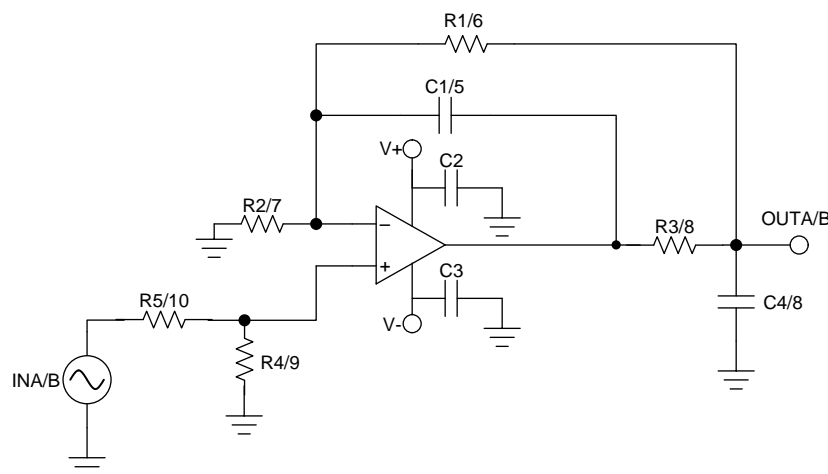 R1/6
C1/5
V+
C2
R2/7
−
+
R3/8
OUTA/B
C3
V-
C4/8
R5/10
R4/9
INA/B